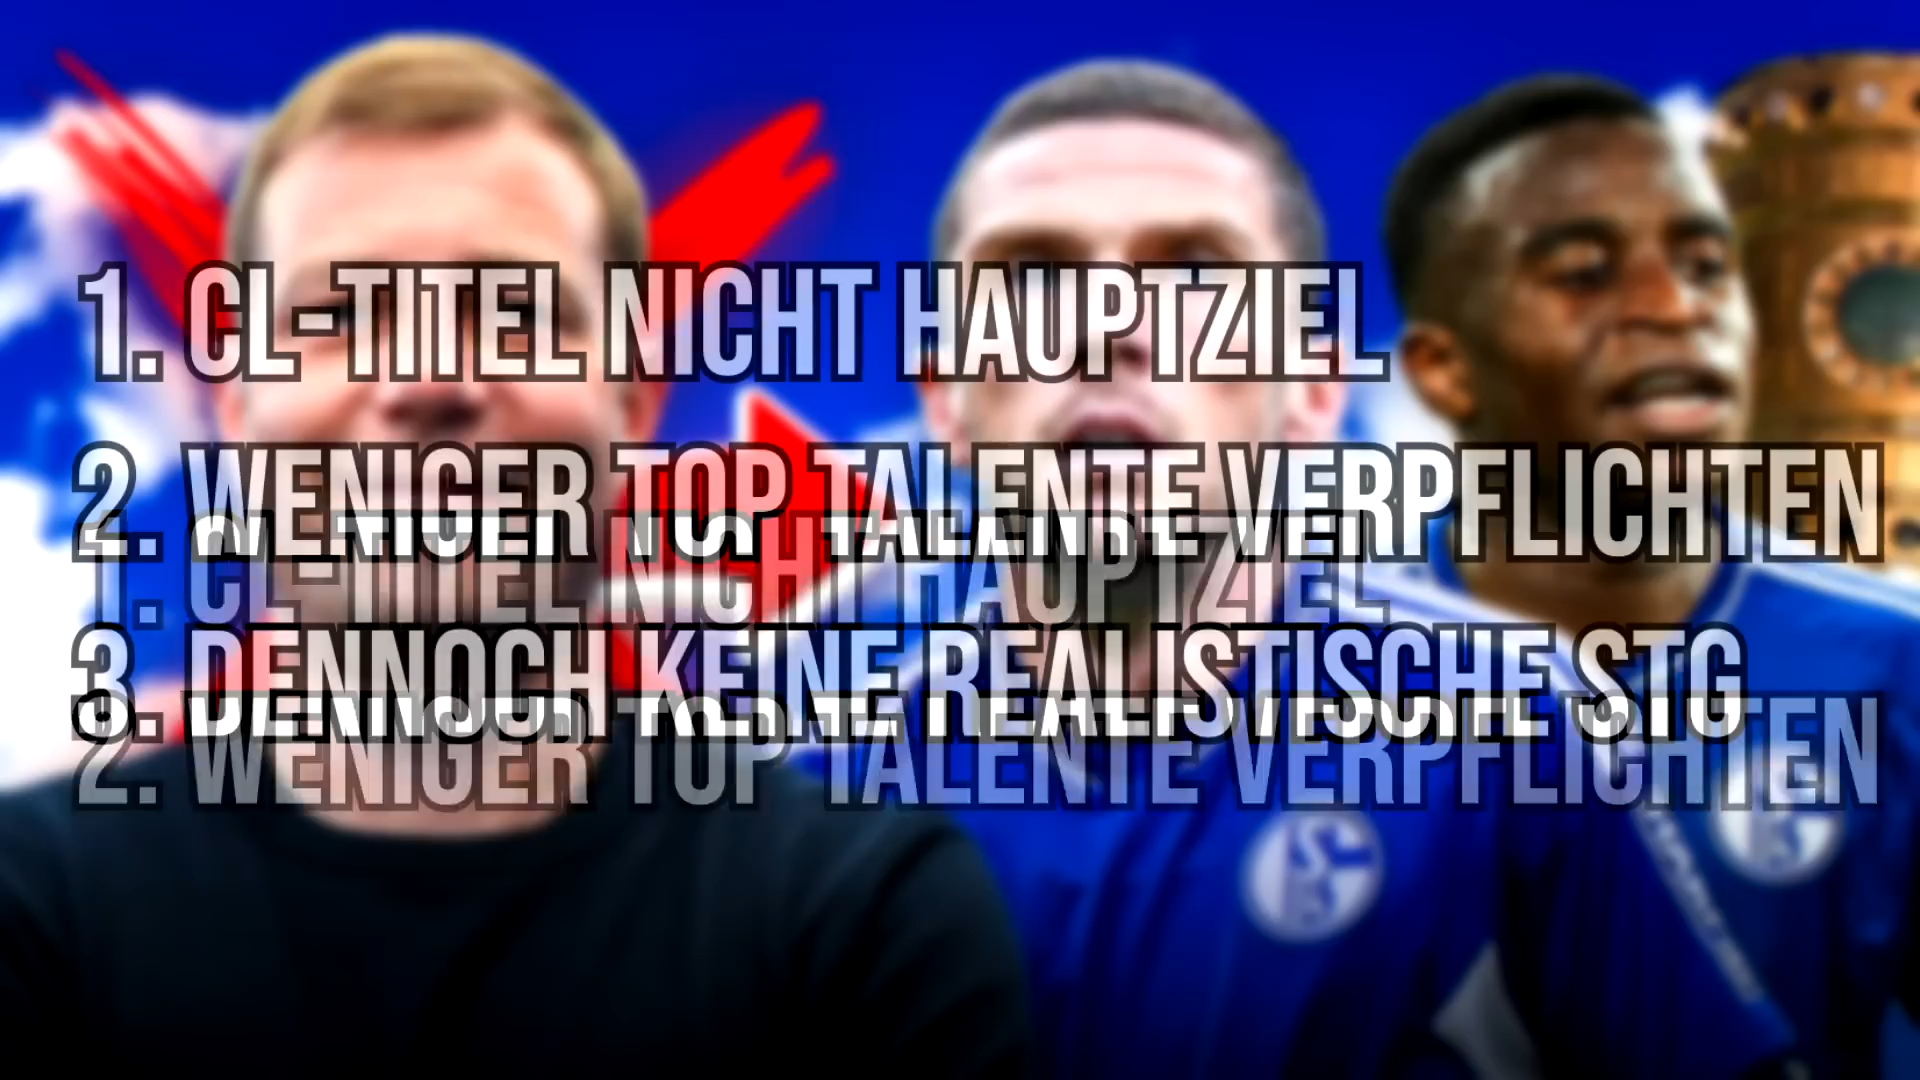 1. CL-TITEL NICHT HAUPTZIEL
2. WENIGER TOP TALENTE VERPFLICHTEN
1. CL-TITEL NICHT HAUPTZIEL
3. DENNOCH KEINE REALISTISCHE STG
2. WENIGER TOP TALENTE VERPFLICHTEN